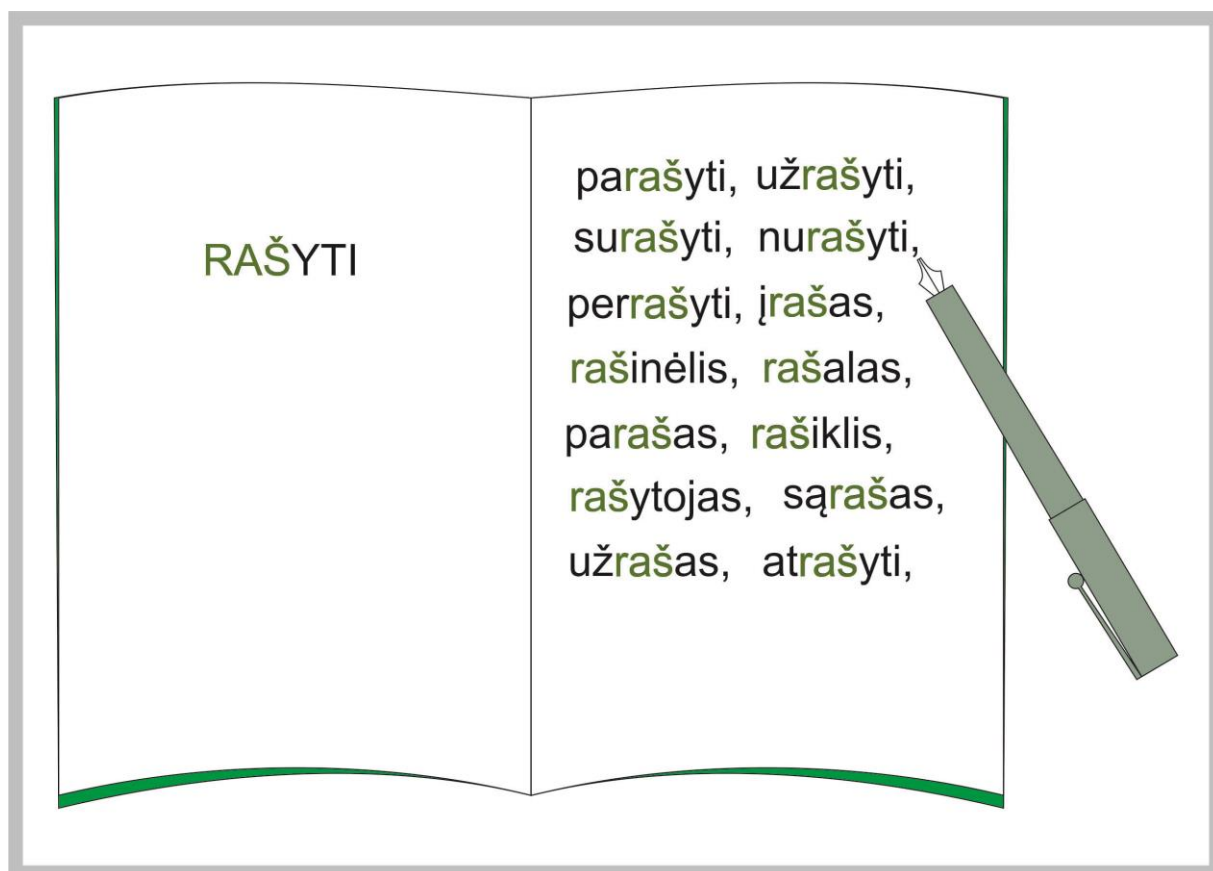 RAŠYTI
parašyti, užrašyti,
surašyti, nurašyti,
perrašyti, įrašas,
rašinėlis, rašalas,
parašas, rašiklis,
rašytojas, sąrašas,
užrašas, atrašyti,